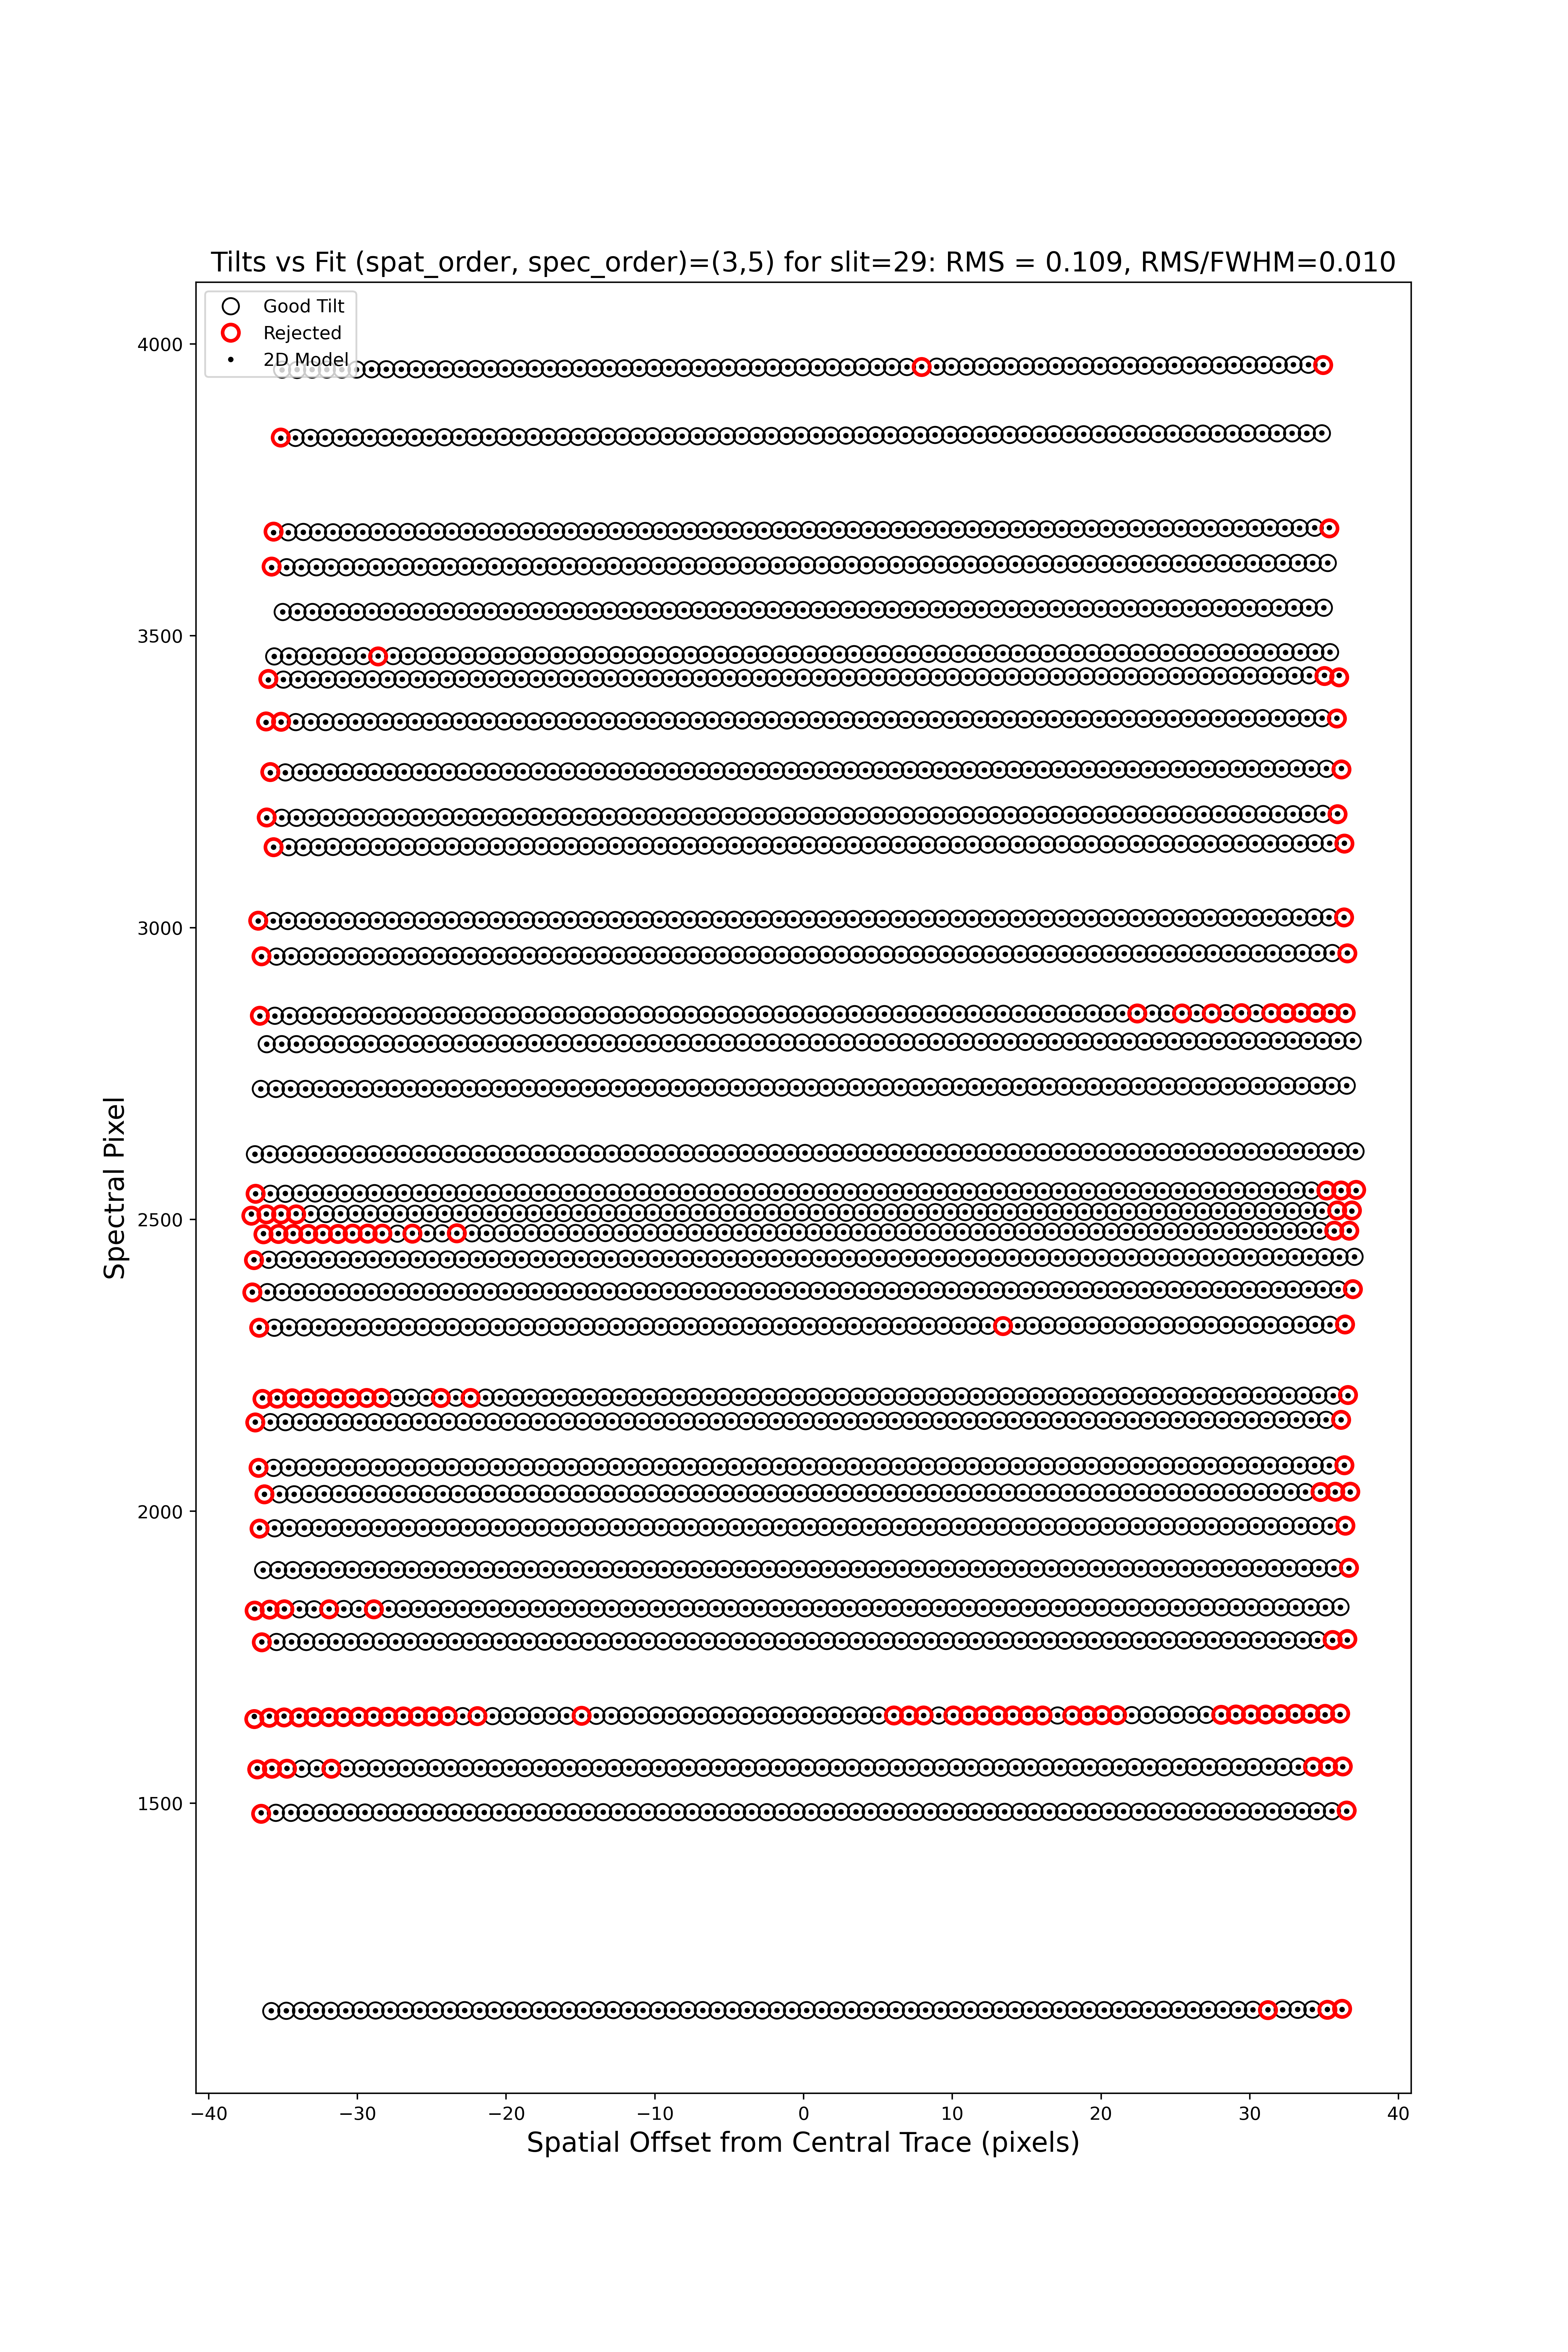 Tilts vs Fit (spat_order, spec_order)=(3,5) for slit=29: RMS = 0.109, RMS/FWHM=0.010
Good Tilt
Rejected
2D Model
4000
3500
3000
2500
2000
1500
Spectral Pixel
−40 −30 −20 −10 0 10 20 30 40
Spatial Offset from Central Trace (pixels)